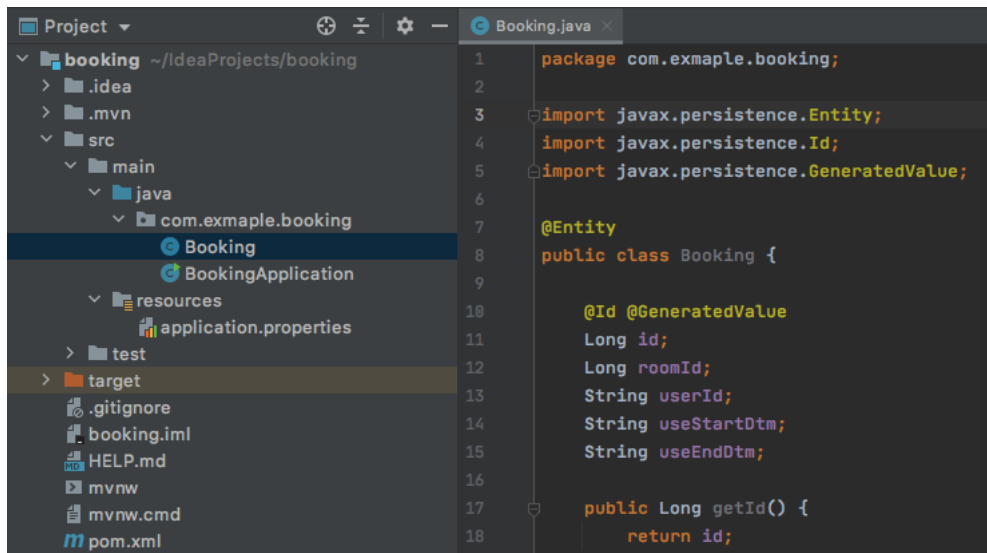 Project
booking ~/IdeaProjects/booking
.idea
.mvn
src
main
java
com.exmaple.booking
Booking
BookingApplication
resources
application.properties
test
target
.gitignore
booking.iml
HELP.md
mvnw
mvnw.cmd
pom.xml
Booking.java
1 package com.exmaple.booking;
2
3 import javax.persistence.Entity;
4 import javax.persistence.Id;
5 import javax.persistence.GeneratedValue;
6
7 @Entity
8 public class Booking {
9
10 @Id @GeneratedValue
11 Long id;
12 Long roomId;
13 String userId;
14 String useStartDtm;
15 String useEndDtm;
16
17 public Long getId() {
18 return id;